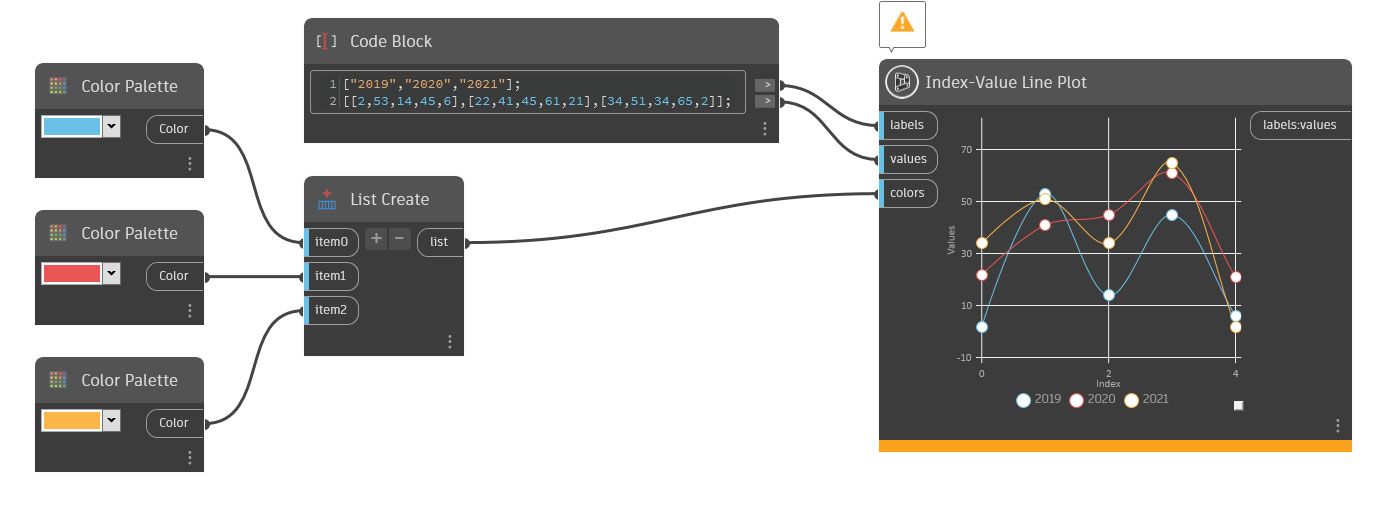 Color Palette
Color
Color Palette
Color
Color Palette
Color
Code Block
1 ["2019","2020","2021"];
2 [[2,53,14,45,6],[22,41,45,61,21],[34,51,34,65,2]];
>
>
List Create
item0 + − list
item1
item2
Index-Value Line Plot
labels
values
colors
labels:values
70
50
30
10
-10
Values
0 2 4
Index
2019 2020 2021